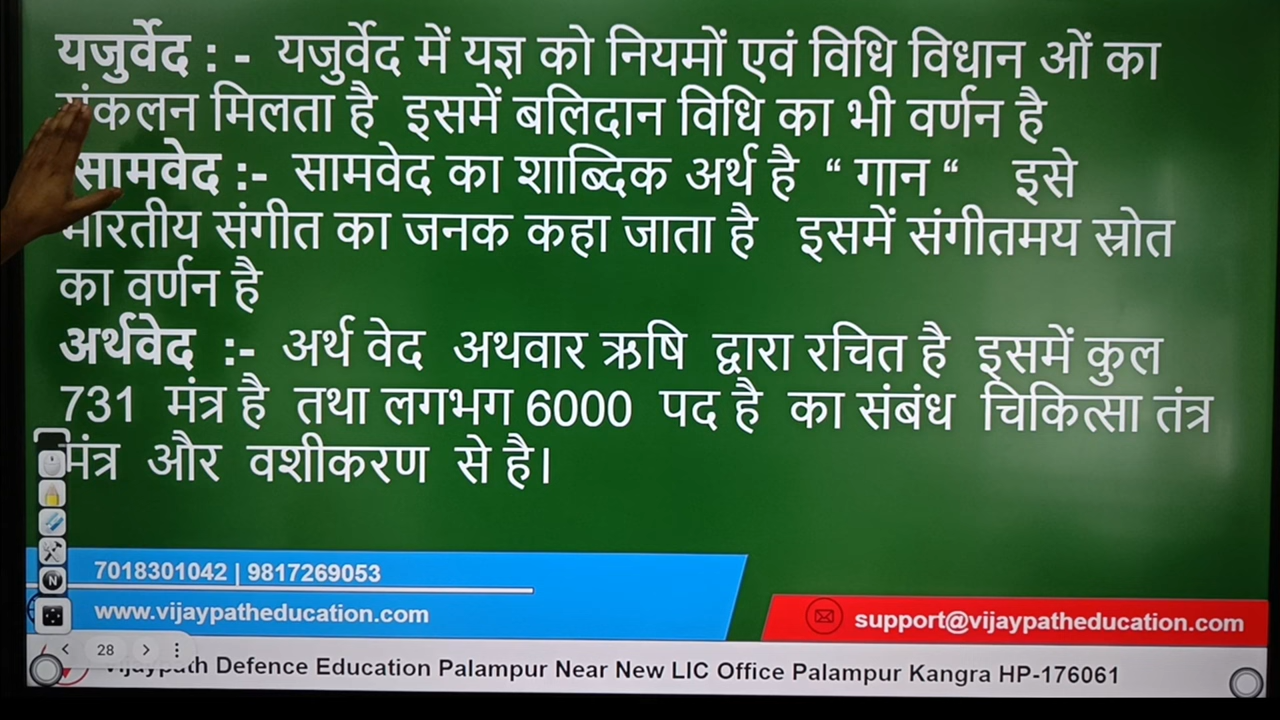 यजुर्वेद : - यजुर्वेद में यज्ञ को नियमों एवं विधि विधान ओं का
संकलन मिलता है इसमें बलिदान विधि का भी वर्णन है
सामवेद :- सामवेद का शाब्दिक अर्थ है “ गान “ इसे
भारतीय संगीत का जनक कहा जाता है इसमें संगीतमय स्रोत
का वर्णन है
अर्थवेद :- अर्थ वेद अथवार ऋषि द्वारा रचित है इसमें कुल
731 मंत्र है तथा लगभग 6000 पद है का संबंध चिकित्सा तंत्र
मंत्र और वशीकरण से है।
7018301042 | 9817269053
www.vijaypatheducation.com
support@vijaypatheducation.com
N
28
Vijaypath Defence Education Palampur Near New LIC Office Palampur Kangra HP-176061